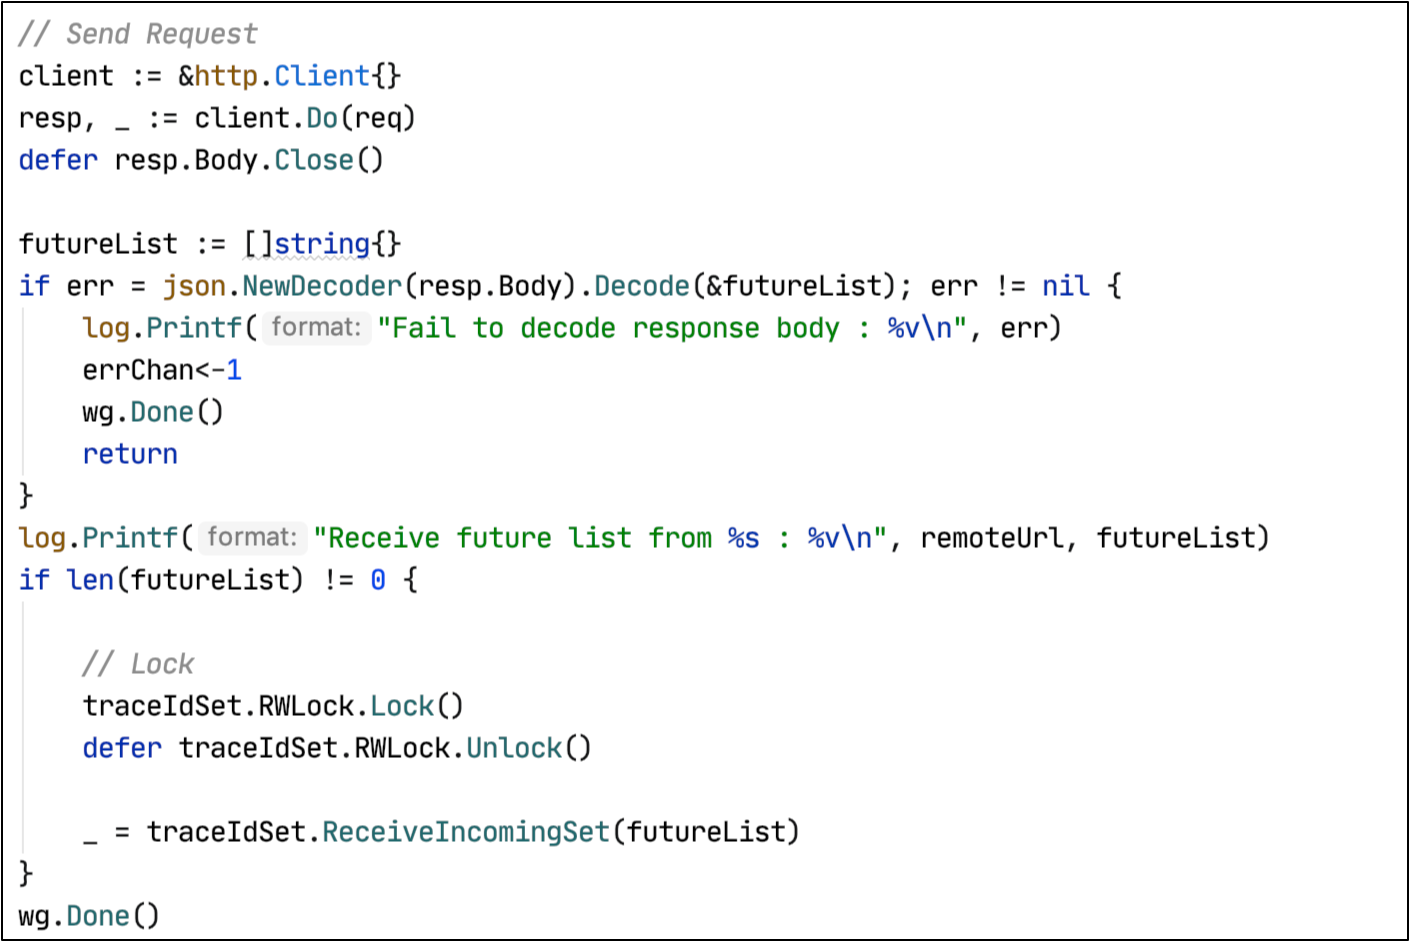 // Send Request
client := &http.Client{}
resp, _ := client.Do(req)
defer resp.Body.Close()
futureList := []string{}
if err = json.NewDecoder(resp.Body).Decode(&futureList); err != nil {
log.Printf( format: "Fail to decode response body : %v\n", err)
errChan<-1
wg.Done()
return
}
log.Printf( format: "Receive future list from %s : %v\n", remoteUrl, futureList)
if len(futureList) != 0 {
// Lock
traceIdSet.RWLock.Lock()
defer traceIdSet.RWLock.Unlock()
_ = traceIdSet.ReceiveIncomingSet(futureList)
}
wg.Done()